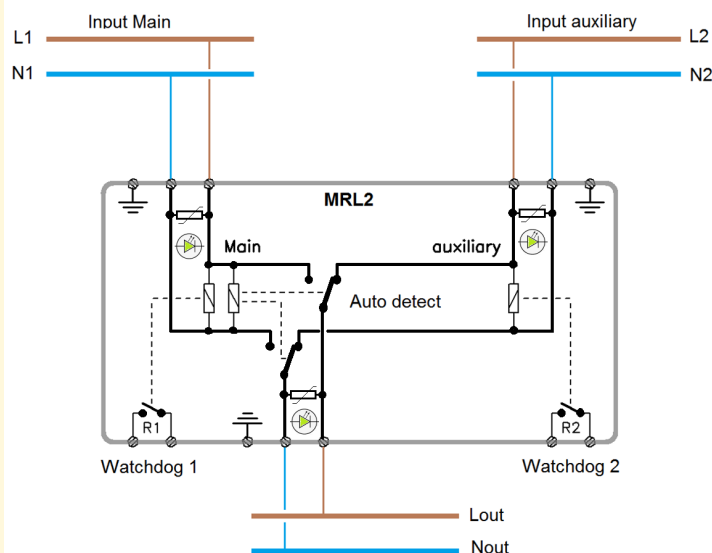 Input Main
Input auxiliary
L1
L2
N1
N2
MRL2
Main
auxiliary
Auto detect
R1
R2
Watchdog 1
Watchdog 2
Lout
Nout